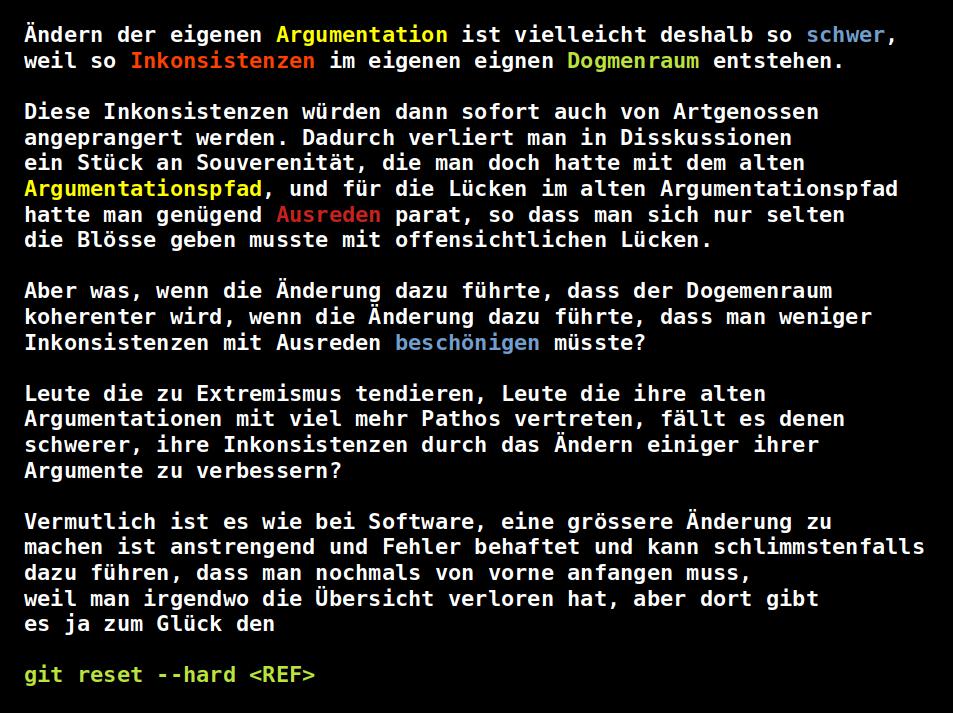 Ändern der eigenen Argumentation ist vielleicht deshalb so schwer,
weil so Inkonsistenzen im eigenen eignen Dogmenraum entstehen.
Diese Inkonsistenzen würden dann sofort auch von Artgenossen
angeprangert werden. Dadurch verliert man in Disskussionen
ein Stück an Souverenität, die man doch hatte mit dem alten
Argumentationspfad, und für die Lücken im alten Argumentationspfad
hatte man genügend Ausreden parat, so dass man sich nur selten
die Blösse geben musste mit offensichtlichen Lücken.
Aber was, wenn die Änderung dazu führte, dass der Dogemenraum
koherenter wird, wenn die Änderung dazu führte, dass man weniger
Inkonsistenzen mit Ausreden beschönigen müsste?
Leute die zu Extremismus tendieren, Leute die ihre alten
Argumentationen mit viel mehr Pathos vertreten, fällt es denen
schwerer, ihre Inkonsistenzen durch das Ändern einiger ihrer
Argumente zu verbessern?
Vermutlich ist es wie bei Software, eine grössere Änderung zu
machen ist anstrengend und Fehler behaftet und kann schlimmstenfalls
dazu führen, dass man nochmals von vorne anfangen muss,
weil man irgendwo die Übersicht verloren hat, aber dort gibt
es ja zum Glück den
git reset --hard <REF>